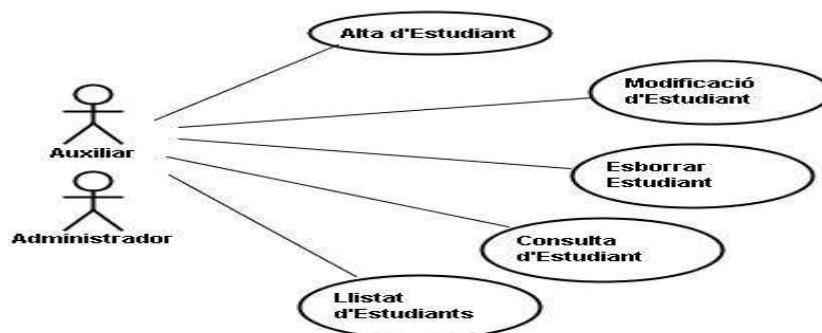 Alta d'Estudiant
Modificació
d'Estudiant
Auxiliar
Esborrar
Estudiant
Administrador
Consulta
d'Estudiant
Llistat
d'Estudiants